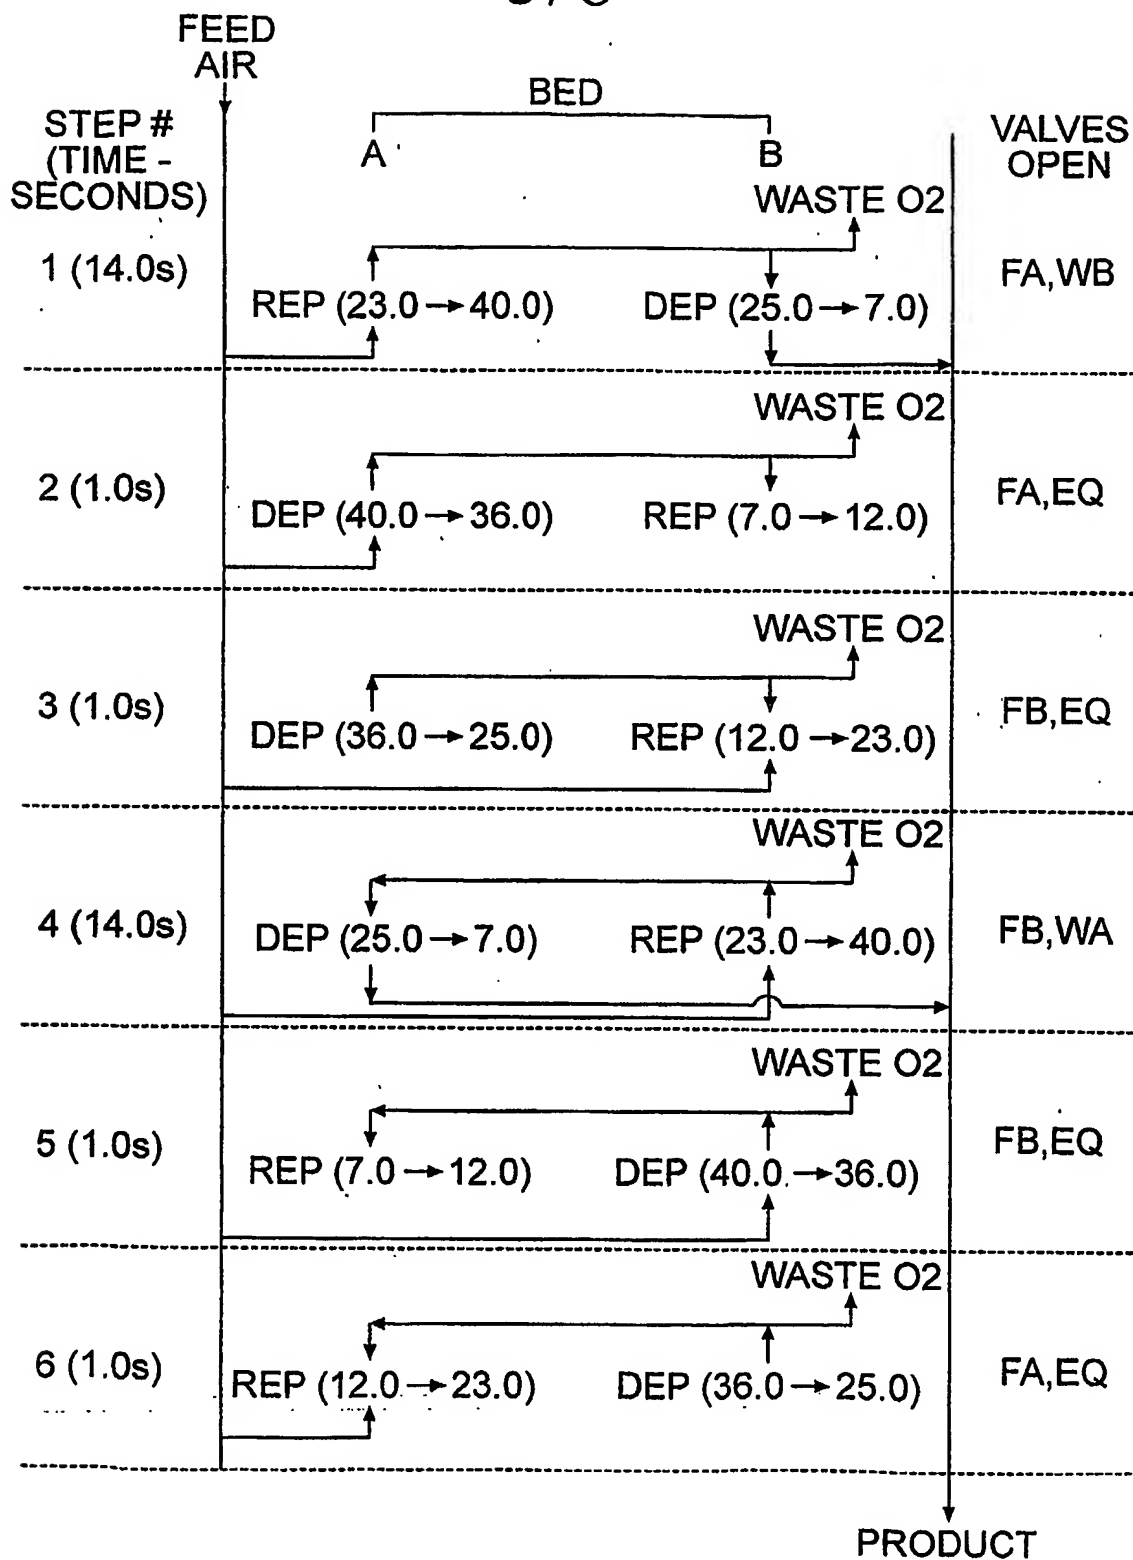 FEED
AIR
BED
STEP #
(TIME -
SECONDS)
A
B
VALVES
OPEN
WASTE O2
1 (14.0s)
REP (23.0→40.0)
DEP (25.0→7.0)
FA,WB
WASTE O2
2 (1.0s)
DEP (40.0→36.0)
REP (7.0→12.0)
FA,EQ
WASTE O2
3 (1.0s)
DEP (36.0→25.0)
REP (12.0→23.0)
FB,EQ
WASTE O2
4 (14.0s)
DEP (25.0→7.0)
REP (23.0→40.0)
FB,WA
WASTE O2
5 (1.0s)
REP (7.0→12.0)
DEP (40.0→36.0)
FB,EQ
WASTE O2
6 (1.0s)
REP (12.0→23.0)
DEP (36.0→25.0)
FA,EQ
PRODUCT